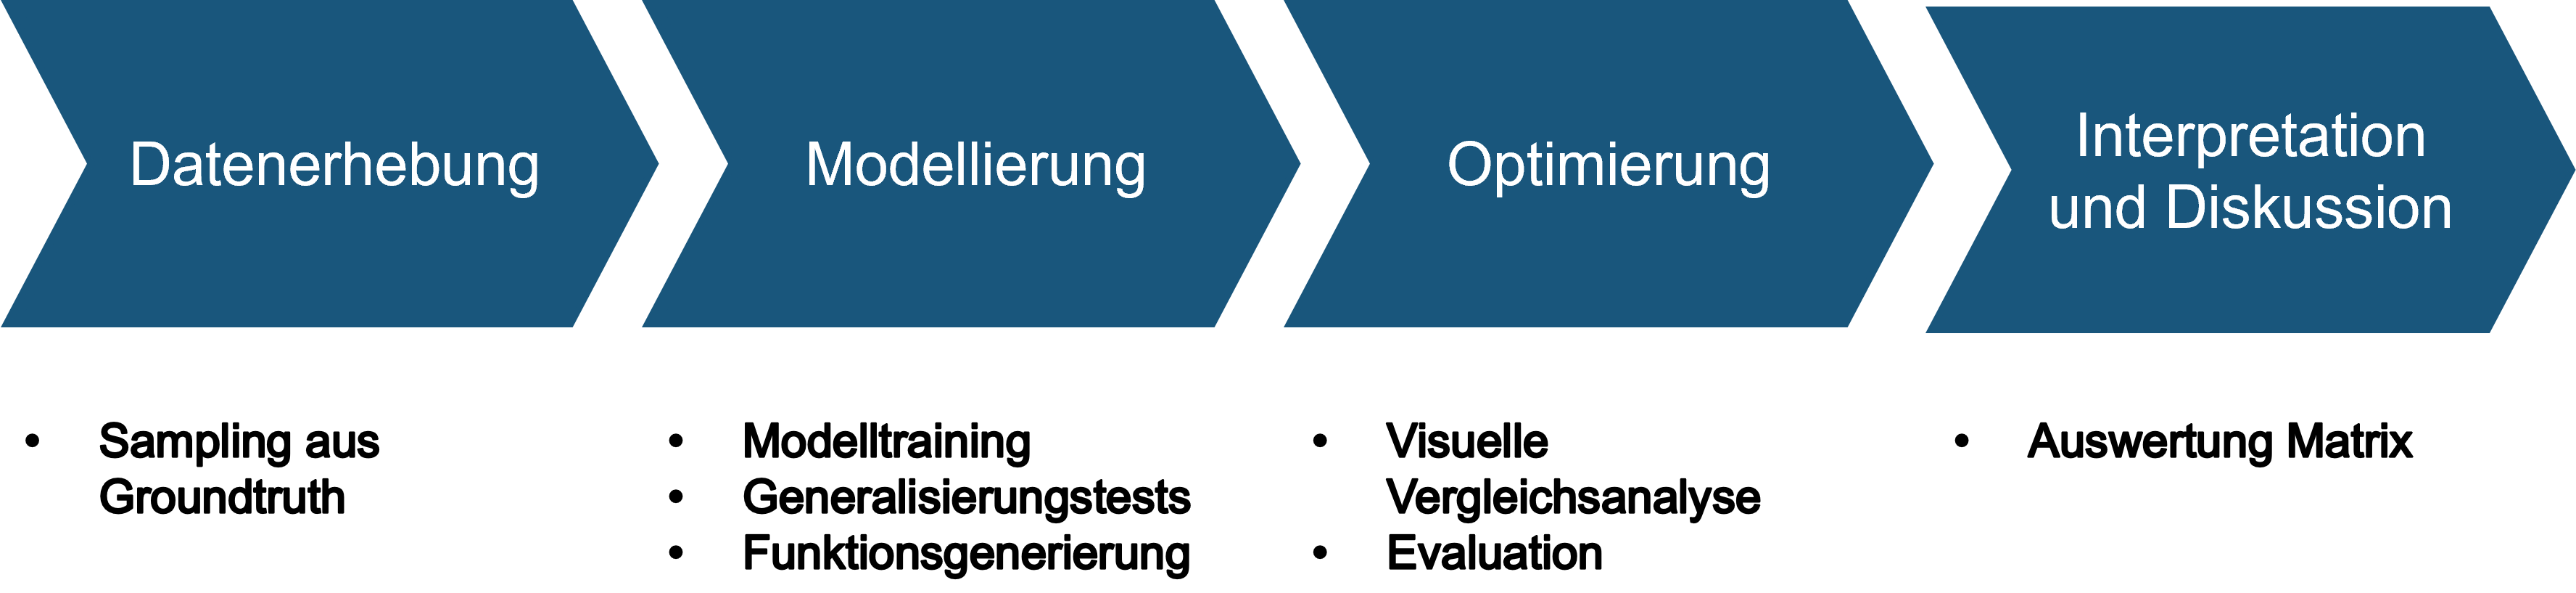 Datenerhebung
Modellierung
Optimierung
Interpretation
und Diskussion
• Sampling aus
Groundtruth
• Modelltraining
• Generalisierungstests
• Funktionsgenerierung
• Visuelle
Vergleichsanalyse
• Evaluation
• Auswertung Matrix